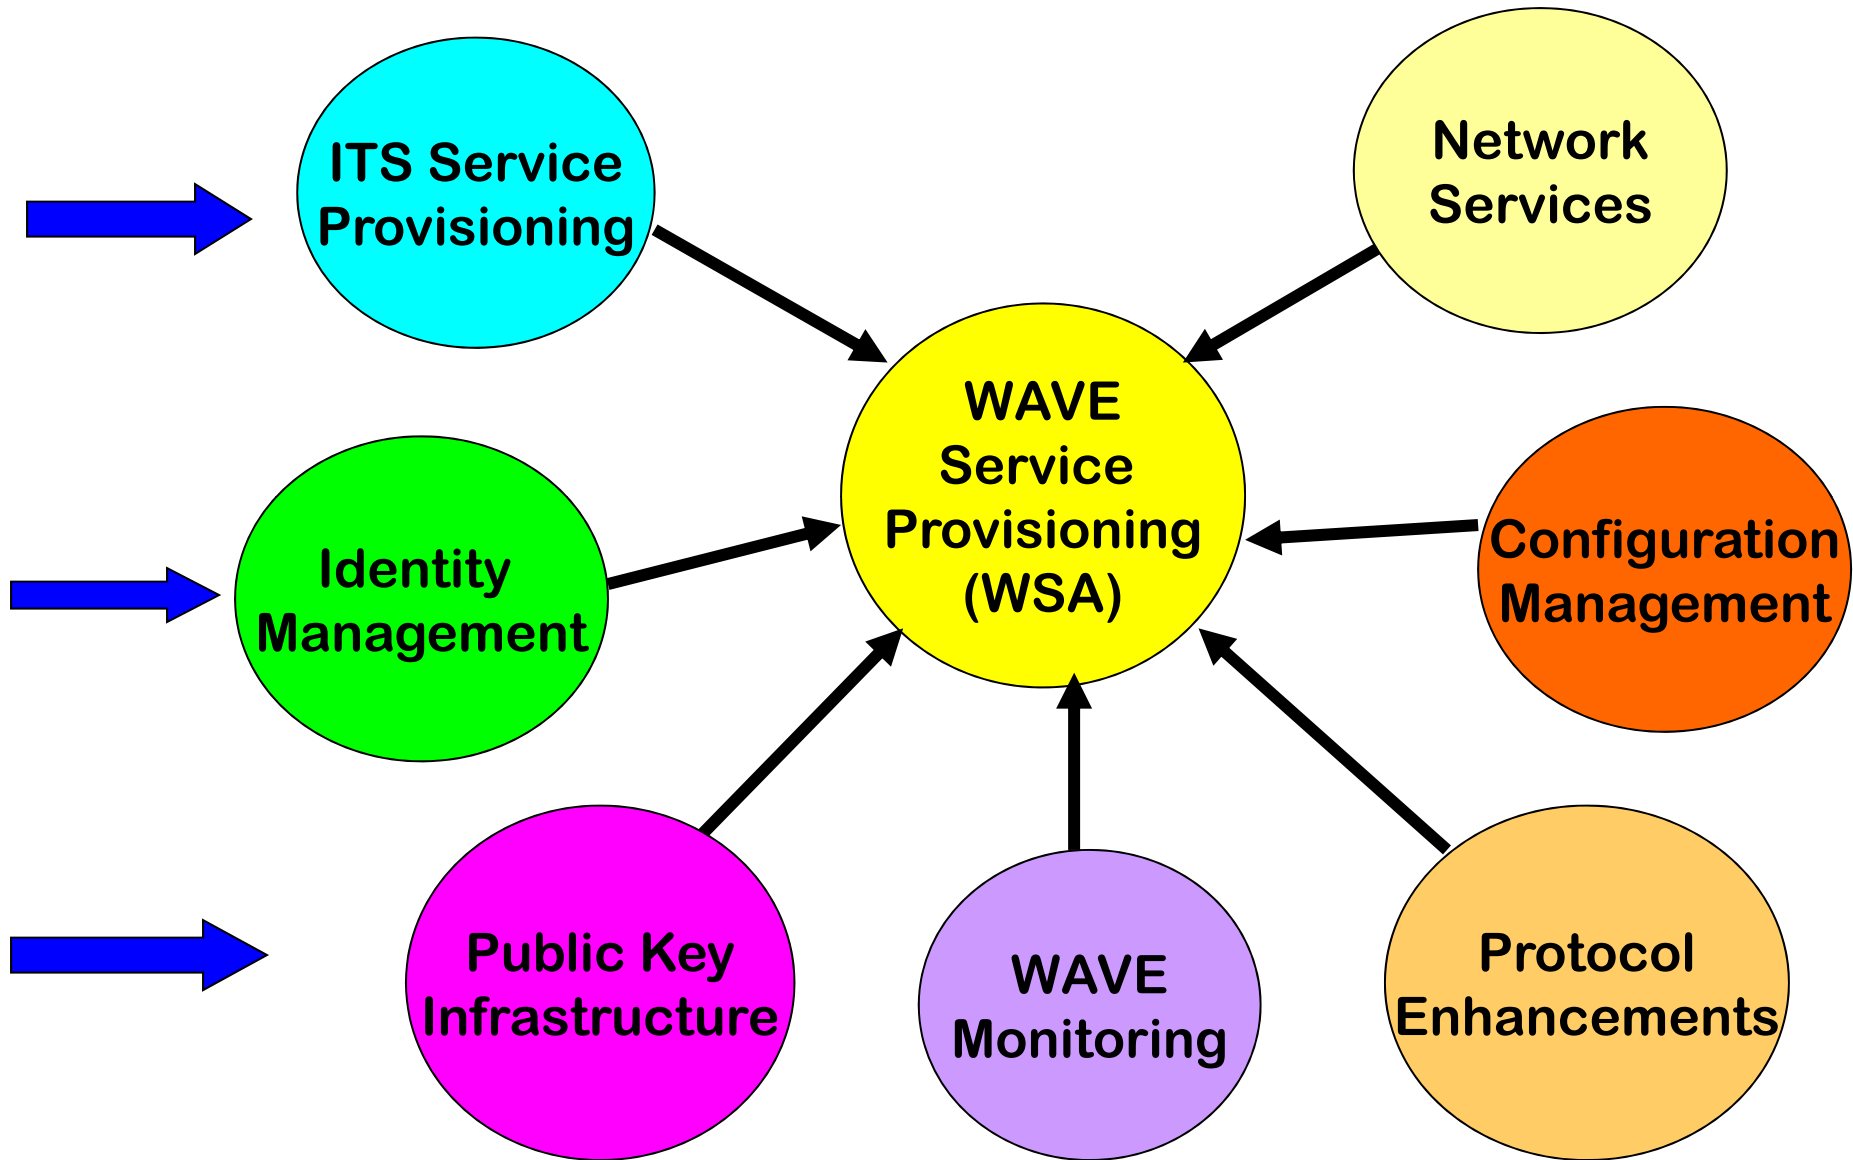 ITS Service
Provisioning
Network
Services
WAVE
Service
Provisioning
(WSA)
Identity
Management
Configuration
Management
Public Key
Infrastructure
WAVE
Monitoring
Protocol
Enhancements